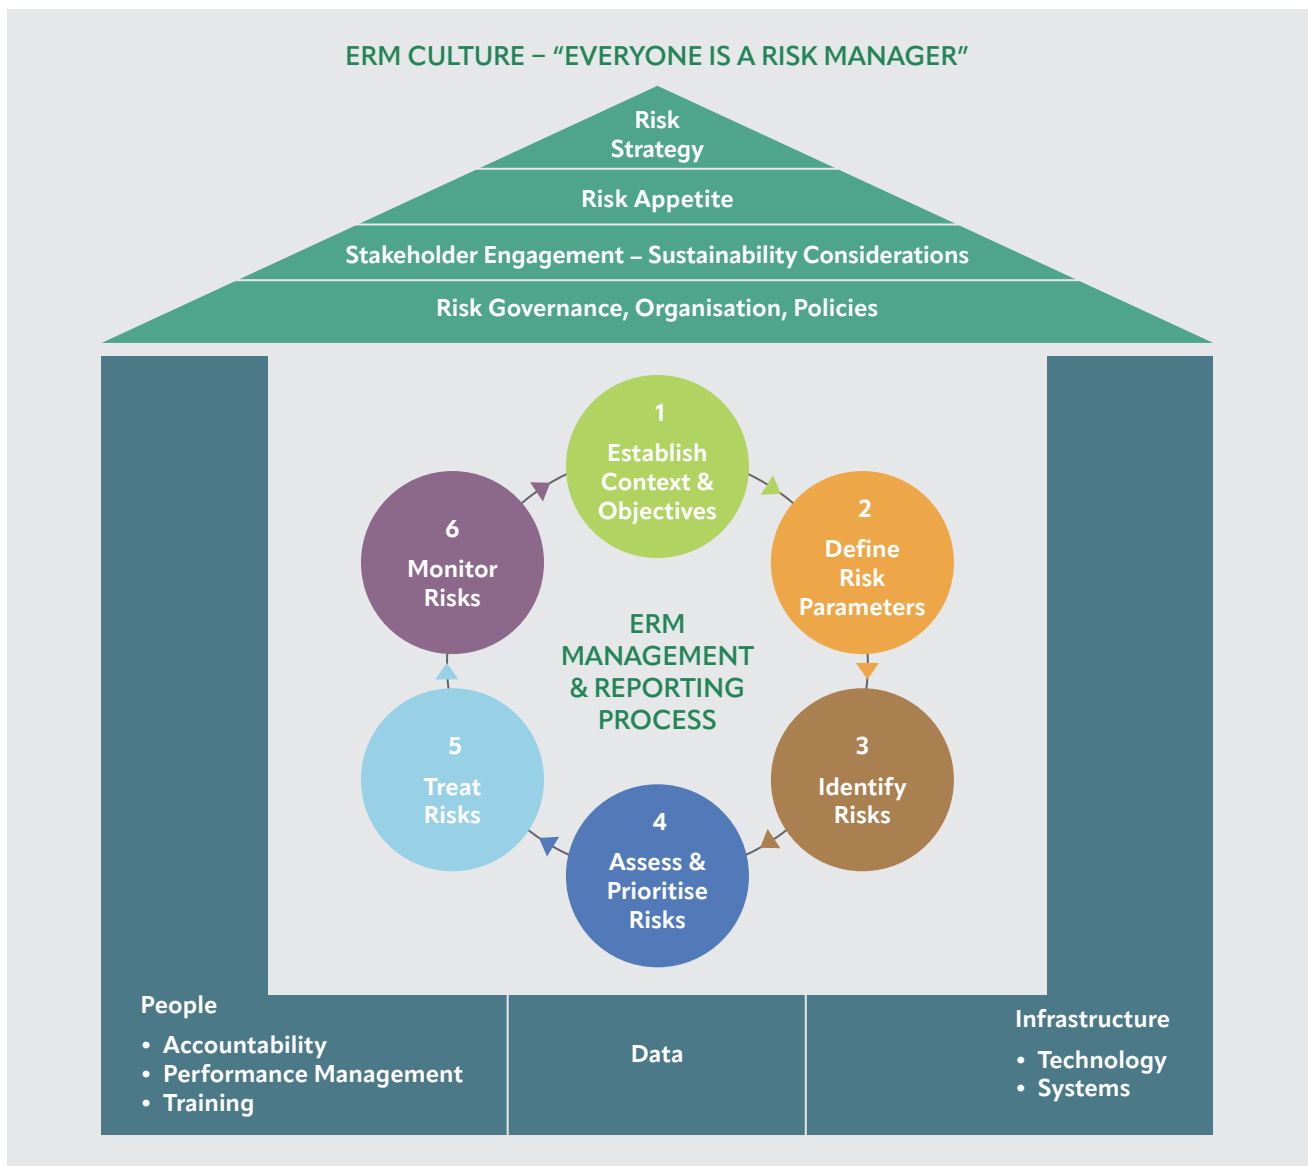 ERM CULTURE – “EVERYONE IS A RISK MANAGER”
Risk
Strategy
Risk Appetite
Stakeholder Engagement – Sustainability Considerations
Risk Governance, Organisation, Policies
1
Establish
Context &
Objectives
2
Define
Risk
Parameters
3
Identify
Risks
4
Assess &
Prioritise
Risks
5
Treat
Risks
6
Monitor
Risks
ERM
MANAGEMENT
& REPORTING
PROCESS
People
• Accountability
• Performance Management
• Training
Data
Infrastructure
• Technology
• Systems